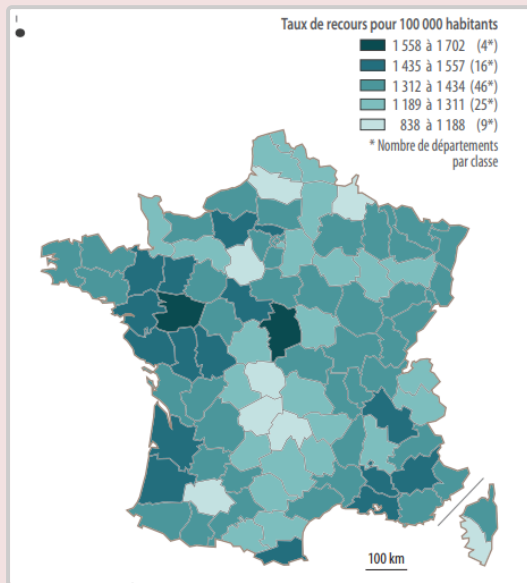 Taux de recours pour 100 000 habitants
1 558 à 1 702 (4*)
1 435 à 1 557 (16*)
1 312 à 1 434 (46*)
1 189 à 1 311 (25*)
838 à 1 188 (9*)
* Nombre de départements
par classe
100 km